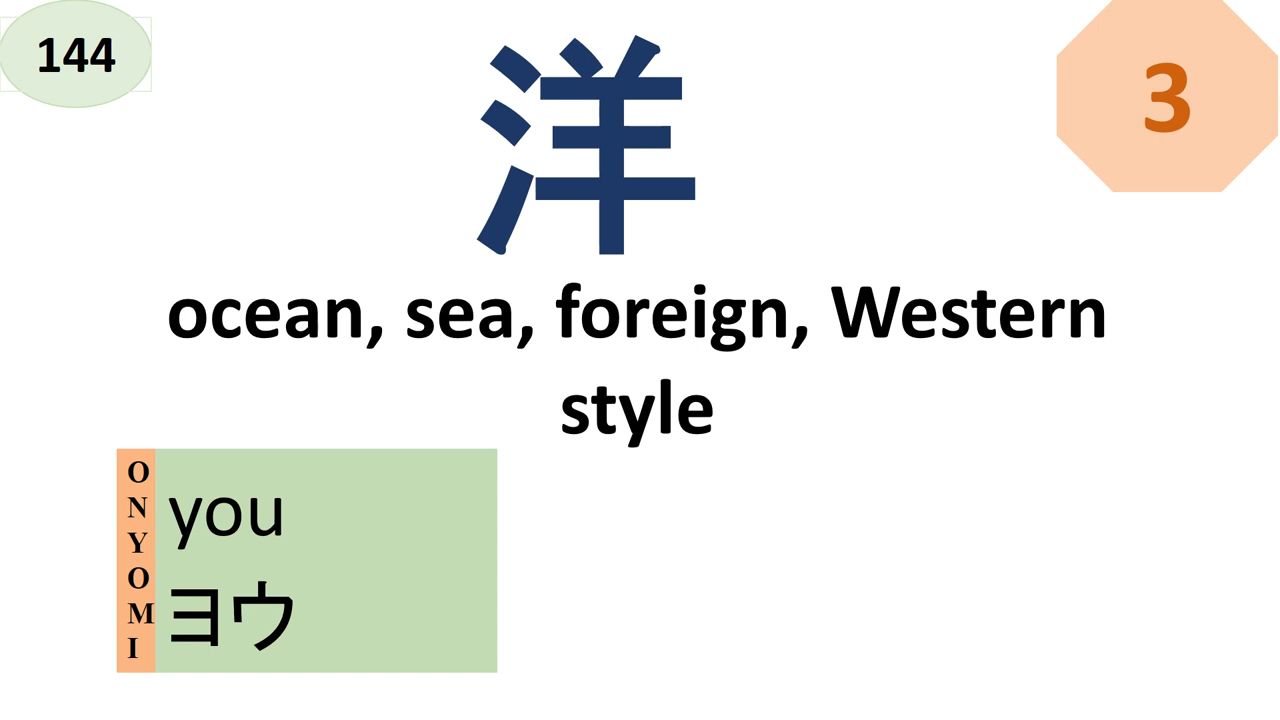 144
洋
3
ocean, sea, foreign, Western
style
ONYOMI
you
ヨウ